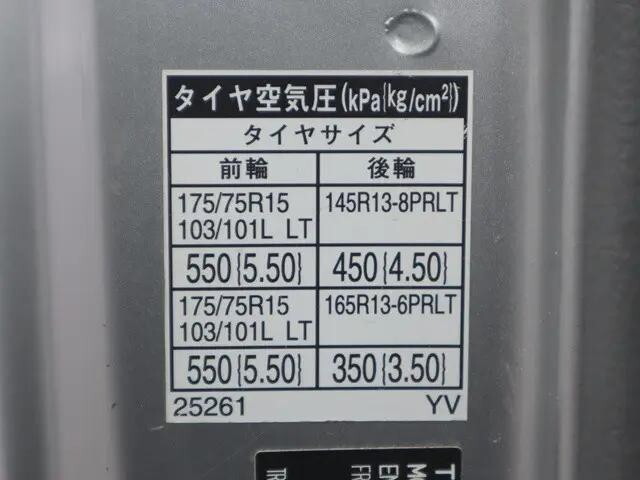 タイヤ空気圧(kPa{kg/cm²})
タイヤサイズ
前輪 後輪
175/75R15 145R13-8PRLT
103/101L LT
550{5.50} 450{4.50}
175/75R15 165R13-6PRLT
103/101L LT
550{5.50} 350{3.50}
25261 YV